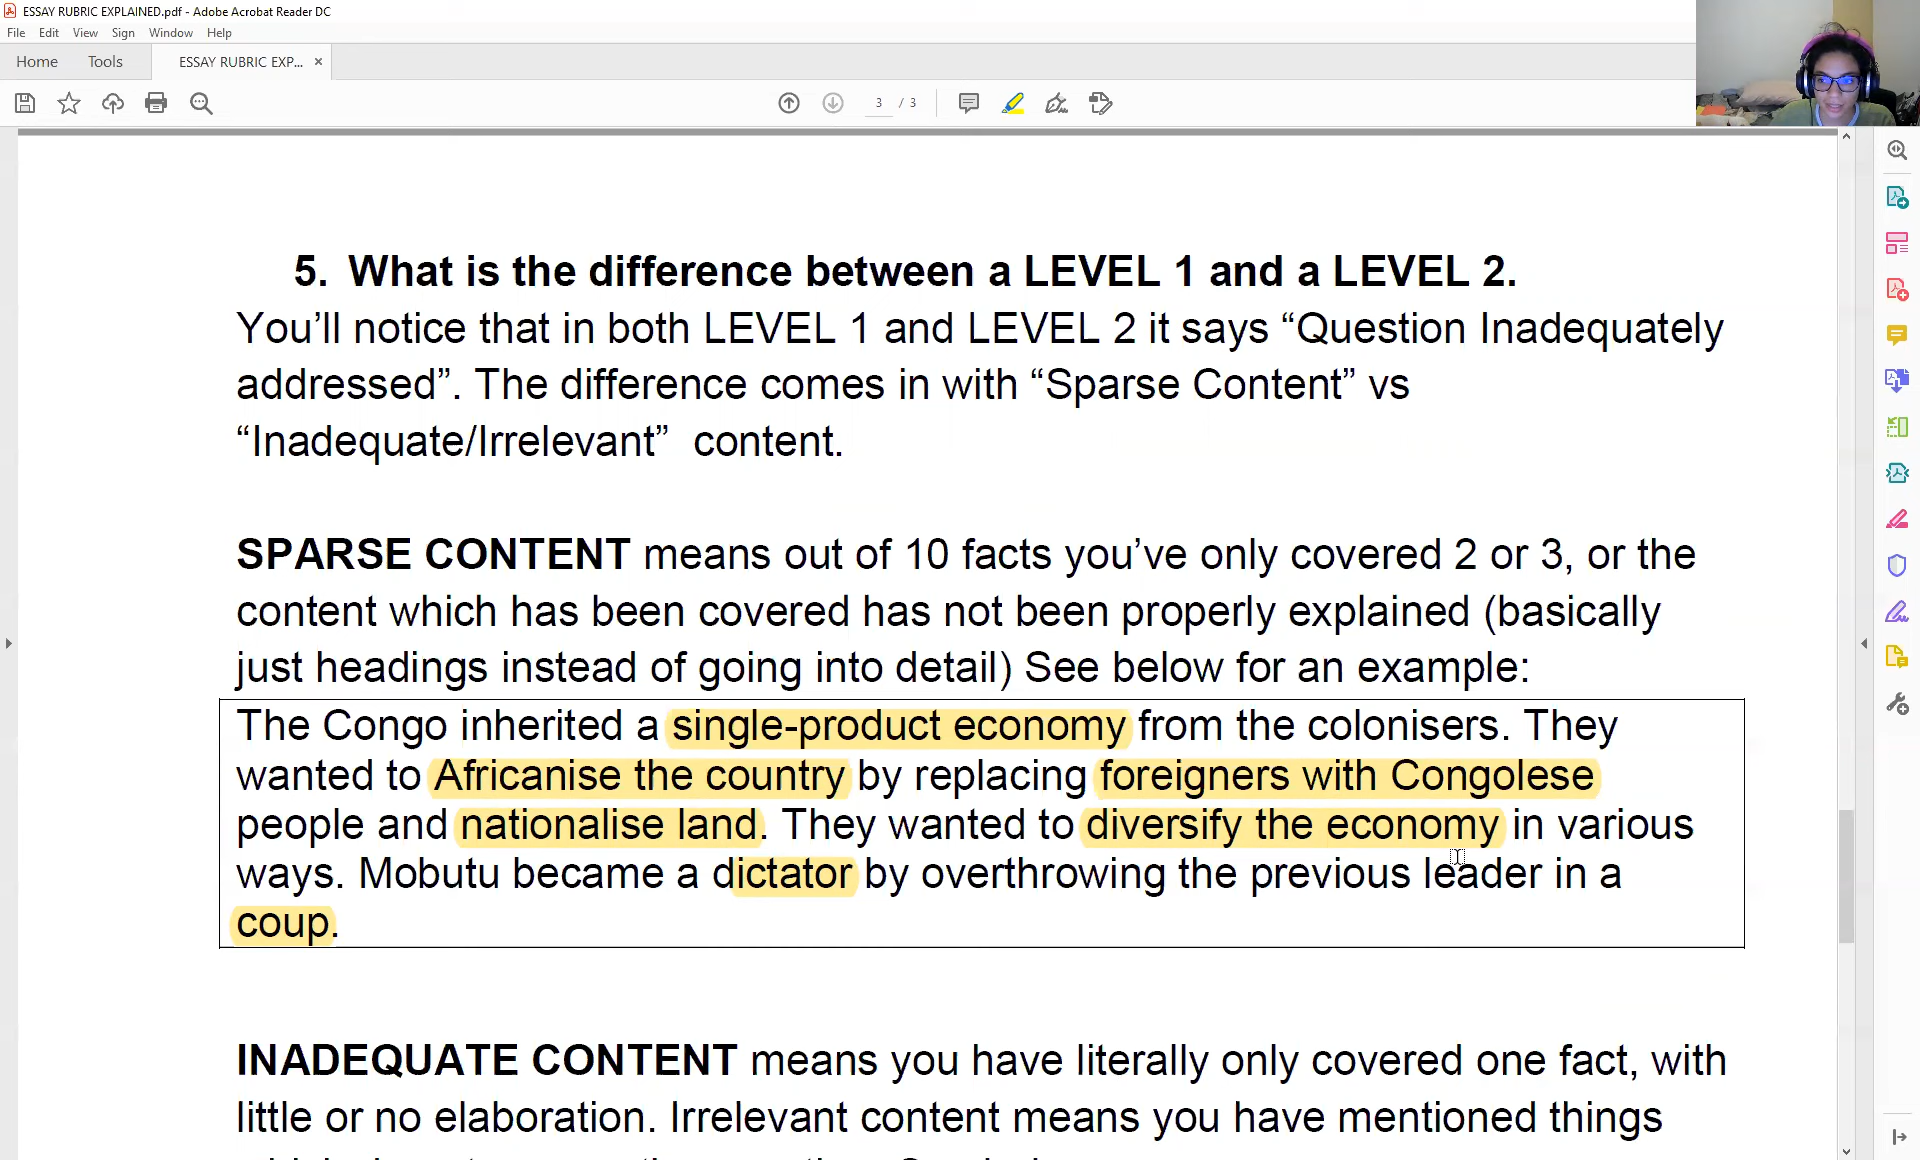 ESSAY RUBRIC EXPLAINED.pdf - Adobe Acrobat Reader DC
File Edit View Sign Window Help
Home Tools ESSAY RUBRIC EXP... ×
3 / 3
5. What is the difference between a LEVEL 1 and a LEVEL 2.
You’ll notice that in both LEVEL 1 and LEVEL 2 it says “Question Inadequately
addressed”. The difference comes in with “Sparse Content” vs
“Inadequate/Irrelevant” content.
SPARSE CONTENT means out of 10 facts you’ve only covered 2 or 3, or the
content which has been covered has not been properly explained (basically
just headings instead of going into detail) See below for an example:
The Congo inherited a single-product economy from the colonisers. They
wanted to Africanise the country by replacing foreigners with Congolese
people and nationalise land. They wanted to diversify the economy in various
ways. Mobutu became a dictator by overthrowing the previous leader in a
coup.
INADEQUATE CONTENT means you have literally only covered one fact, with
little or no elaboration. Irrelevant content means you have mentioned things